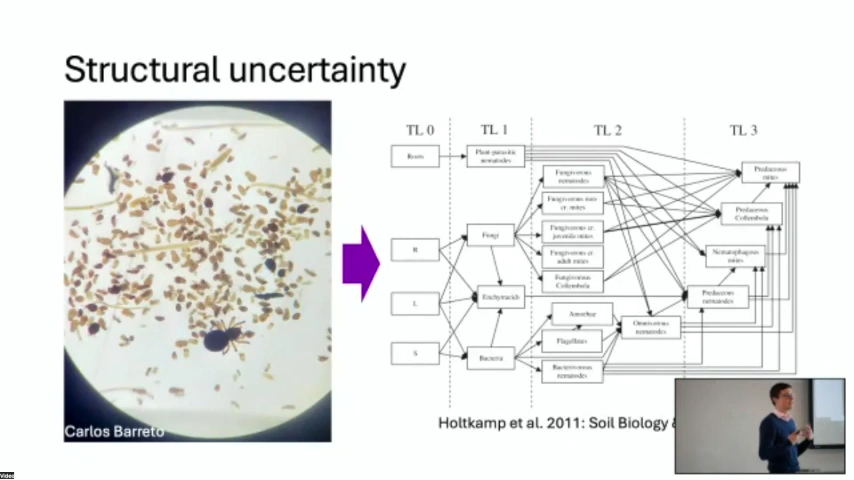 Structural uncertainty
TL 0
TL 1
TL 2
TL 3
Roots
Plant-parasitic
nematodes
Fungivorous
nematodes
Fungivorous non-
cr. mites
Fungivorous cr.
juvenile mites
Fungivorous cr.
adult mites
Fungivorous
Collembola
R
Fungi
Enchytraeids
L
S
Bacteria
Amoebae
Flagellates
Bacterivorous
nematodes
Omnivorous
nematodes
Predaceous
mites
Predaceous
Collembola
Nematophagous
mites
Predaceous
nematodes
Carlos Barreto
Holtkamp et al. 2011: Soil Biology &
Video